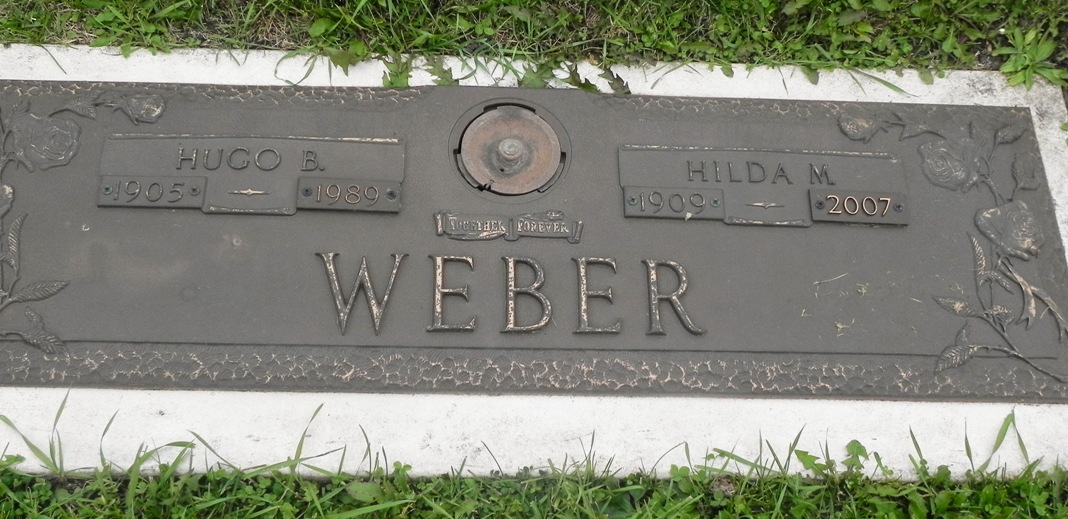 HUGO B.
1905 1989
HILDA M.
1909 2007
TOGETHER FOREVER
WEBER